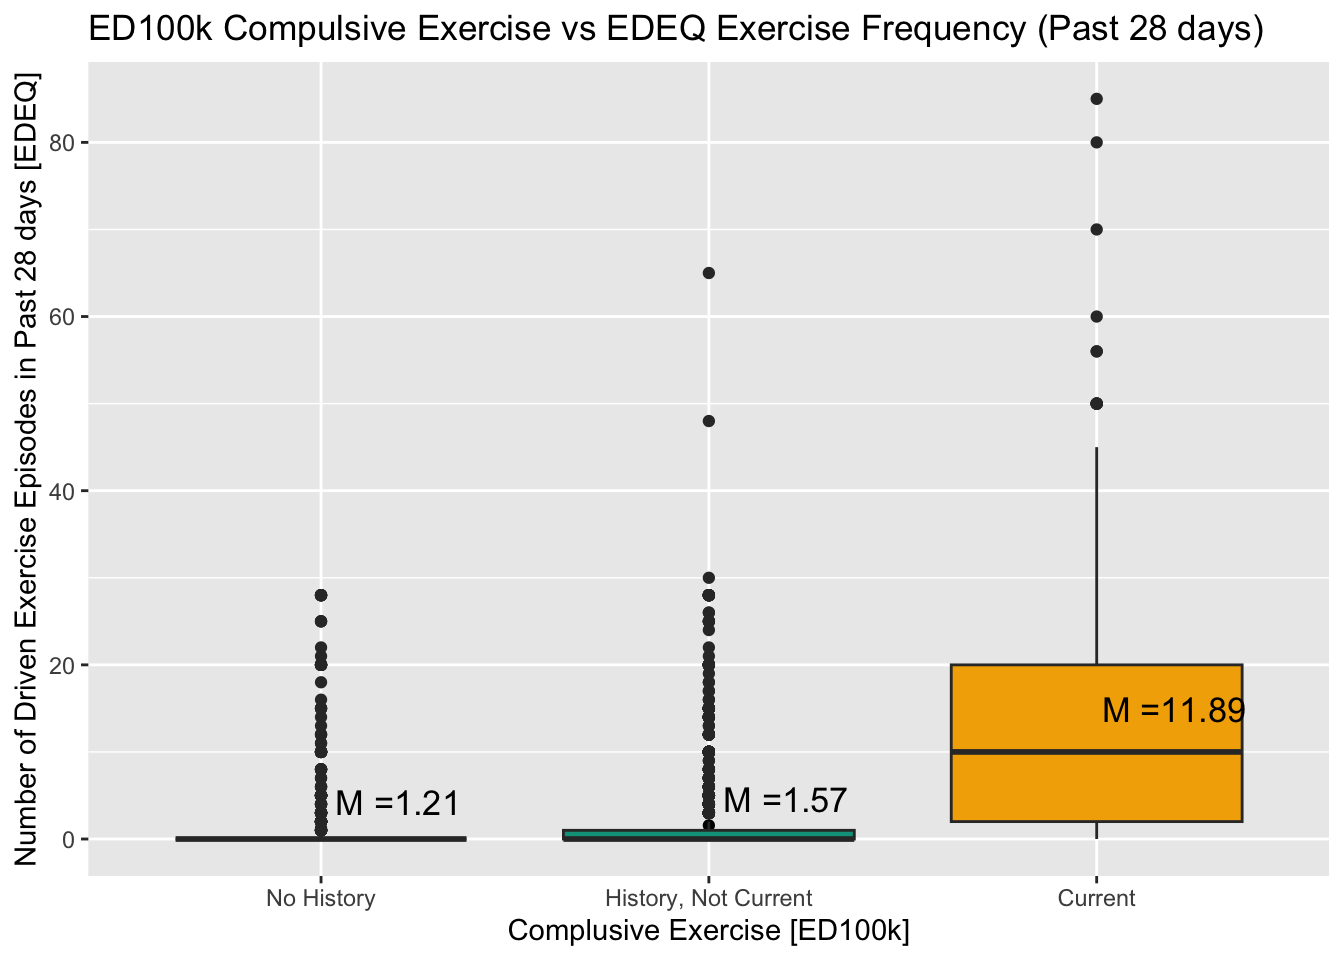 ED100k Compulsive Exercise vs EDEQ Exercise Frequency (Past 28 days)
Number of Driven Exercise Episodes in Past 28 days [EDEQ]
80
60
40
20
0
M =1.21
M =1.57
M =11.89
No History
History, Not Current
Current
Complusive Exercise [ED100k]